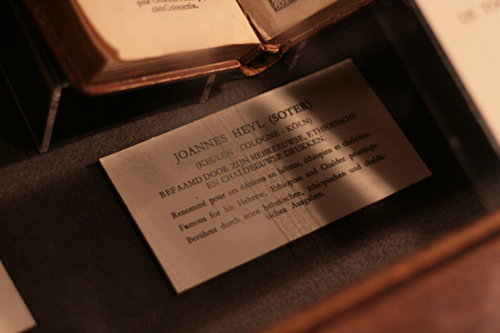 JOANNES HEYL (SOTER)
(KEULEN - COLOGNE - KÖLN)
BEFAAMD DOOR ZIJN HEBREEUWSE, ETHIOPISCHE
EN CHALDEEUWSE DRUKKEN.
Renommé pour ses éditions en hébreu, éthiopien et chaldéen.
Famous for his Hebrew, Ethiopian and Chaldee printings.
Berühmt durch seine hebräischen, äthiopischen und chaldä-
ischen Ausgaben.
DE